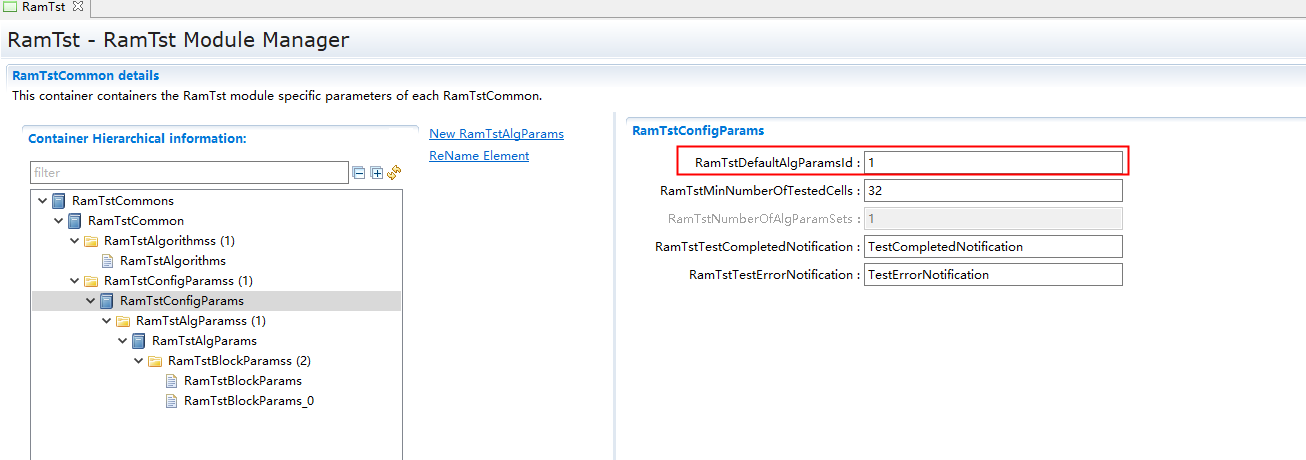 RamTst
RamTst - RamTst Module Manager
RamTstCommon details
This container containers the RamTst module specific parameters of each RamTstCommon.
Container Hierarchical information:
filter
RamTstCommons
RamTstCommon
RamTstAlgorithmss (1)
RamTstAlgorithms
RamTstConfigParamss (1)
RamTstConfigParams
RamTstAlgParamss (1)
RamTstAlgParams
RamTstBlockParamss (2)
RamTstBlockParams
RamTstBlockParams_0
New RamTstAlgParams
ReName Element
RamTstConfigParams
RamTstDefaultAlgParamsId : 1
RamTstMinNumberOfTestedCells : 32
RamTstNumberOfAlgParamSets : 1
RamTstTestCompletedNotification : TestCompletedNotification
RamTstTestErrorNotification : TestErrorNotification